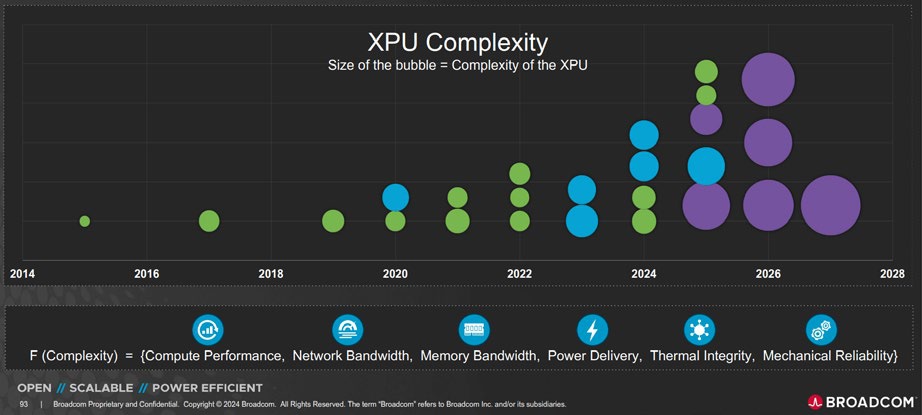 XPU Complexity
Size of the bubble = Complexity of the XPU
2014 2016 2018 2020 2022 2024 2026 2028
F (Complexity) = {Compute Performance, Network Bandwidth, Memory Bandwidth, Power Delivery, Thermal Integrity, Mechanical Reliability}
OPEN // SCALABLE // POWER EFFICIENT
93 | Broadcom Proprietary and Confidential. Copyright © 2024 Broadcom. All Rights Reserved. The term "Broadcom" refers to Broadcom Inc. and/or its subsidiaries.
BROADCOM